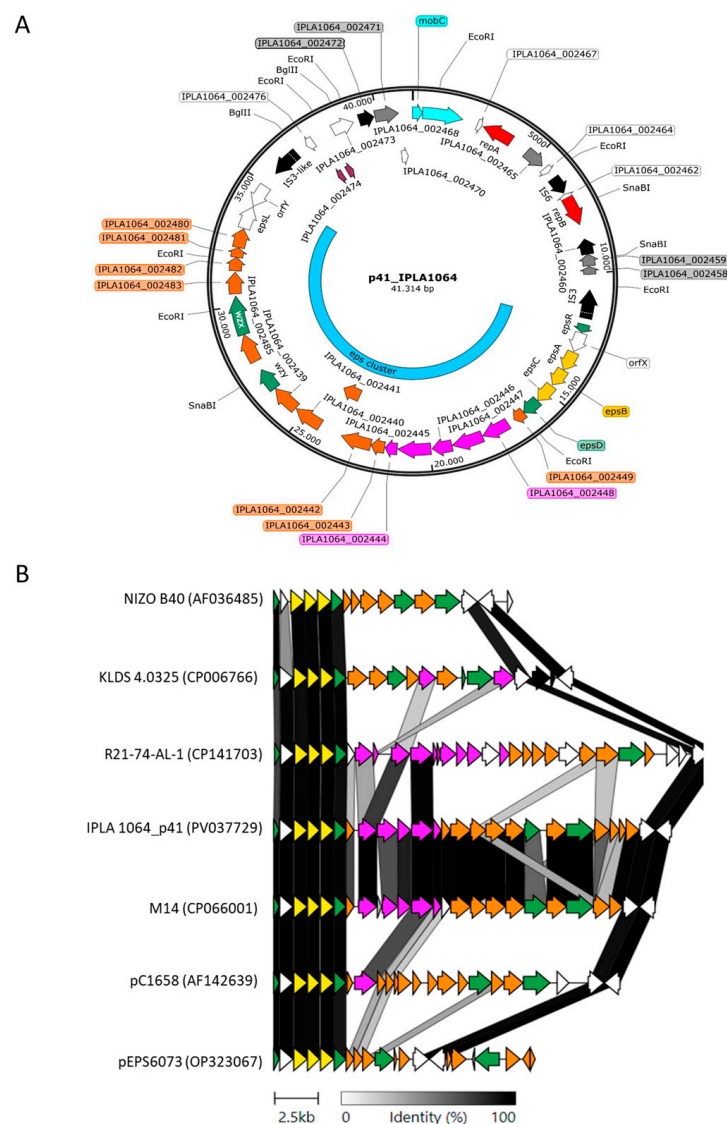 A
IPLA1064_002471
IPLA1064_002472
mobC
EcoRI
IPLA1064_002467
EcoRI
BglII
EcoRI
40.000
IPLA1064_002476
BglII
IPLA1064_002468
repA
5000
IPLA1064_002464
EcoRI
IPLA1064_002465
IPLA1064_002473
IPLA1064_002470
IPLA1064_002462
IS3-like
IS6
SnaBI
IPLA1064_002474
repB
35.000
orfY
epsL
IPLA1064_002480
IPLA1064_002481
EcoRI
IPLA1064_002482
IPLA1064_002483
IPLA1064_002460
10.000
SnaBI
IPLA1064_002459
IPLA1064_002458
EcoRI
p41_IPLA1064
41.314 bp
IS3
30.000
EcoRI
wzx
IPLA1064_002485
epsR
orfX
eps cluster
epsA
epsC
wzy
IPLA1064_002439
IPLA1064_002441
IPLA1064_002446
IPLA1064_002447
15.000
SnaBI
epsB
IPLA1064_002440
IPLA1064_002445
25.000
20.000
epsD
EcoRI
IPLA1064_002449
IPLA1064_002448
IPLA1064_002442
IPLA1064_002443
IPLA1064_002444
B
NIZO B40 (AF036485)
KLDS 4.0325 (CP006766)
R21-74-AL-1 (CP141703)
IPLA 1064_p41 (PV037729)
M14 (CP066001)
pC1658 (AF142639)
pEPS6073 (OP323067)
2.5kb
0 Identity (%) 100